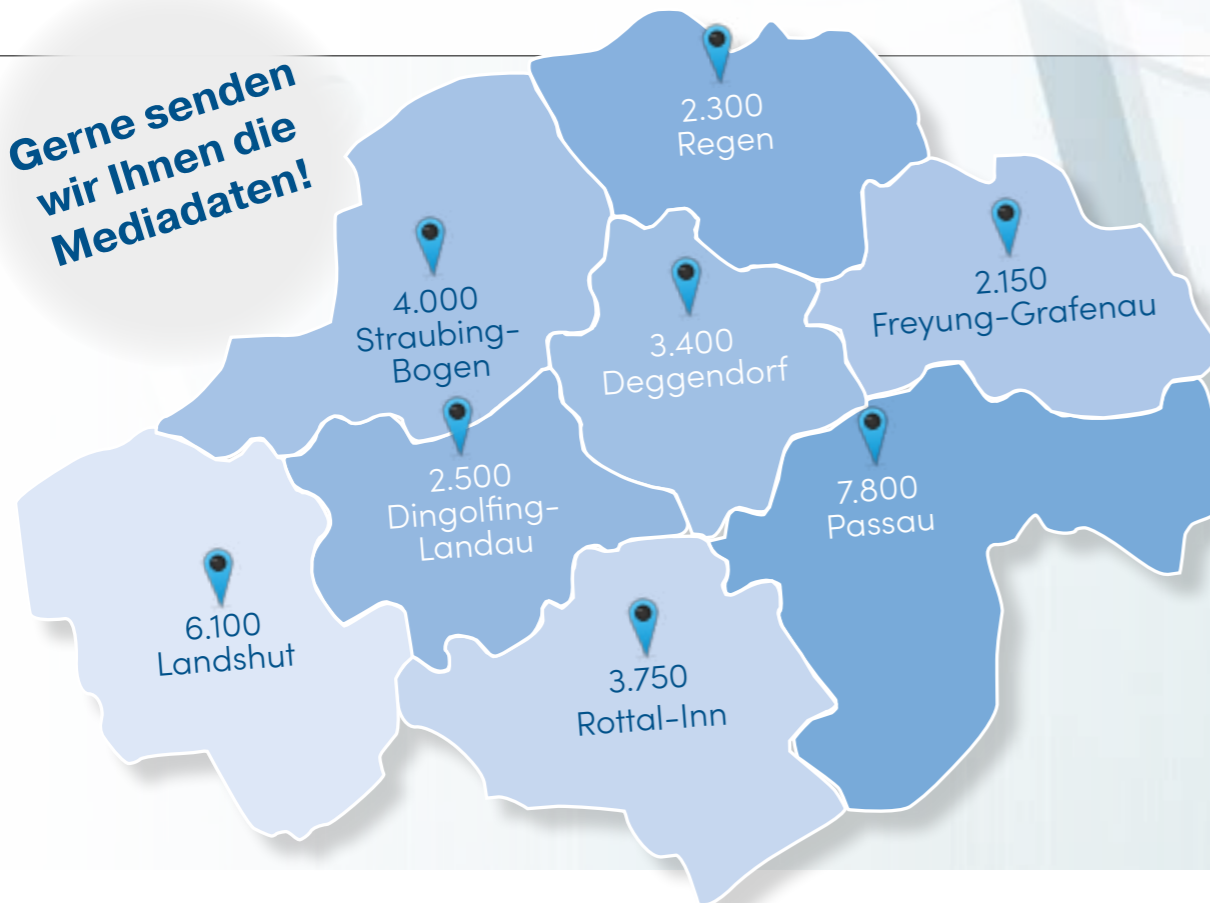 Gerne senden
wir Ihnen die
Mediadaten!
2.300
Regen
2.150
Freyung-Grafenau
4.000
Straubing-
Bogen
3.400
Deggendorf
2.500
Dingolfing-
Landau
7.800
Passau
6.100
Landshut
3.750
Rottal-Inn